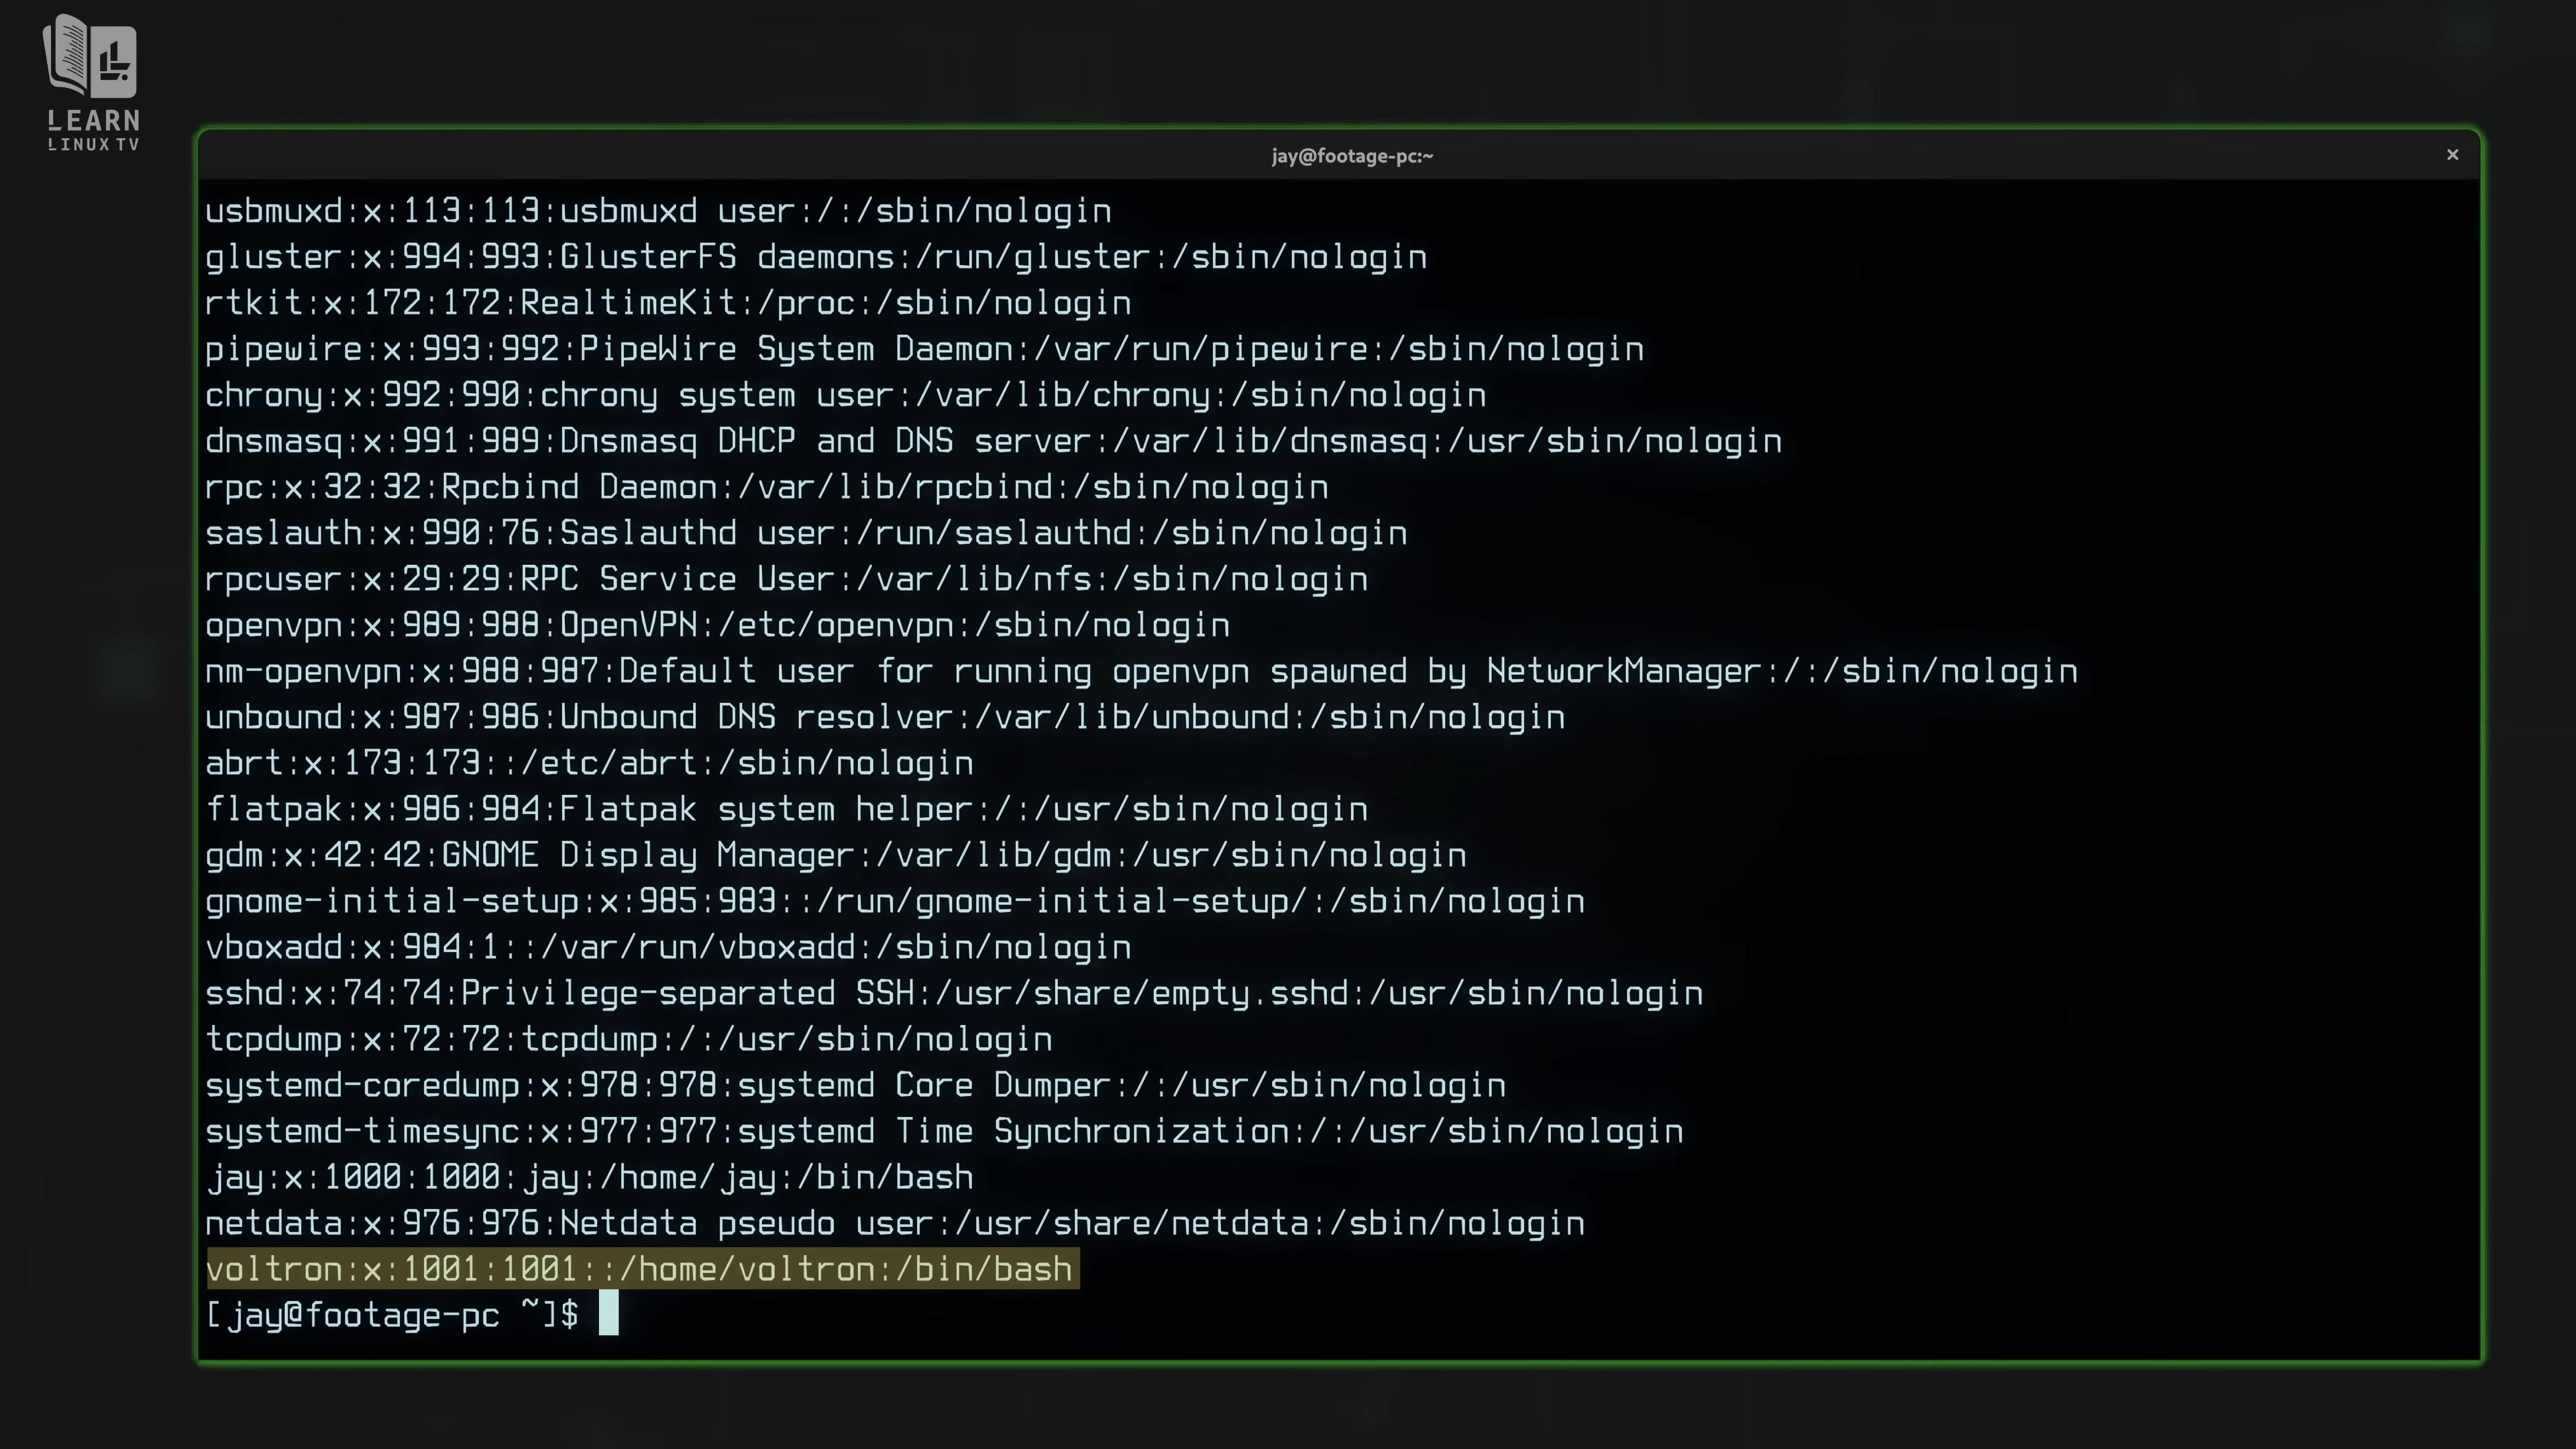 LEARN
LINUX TV
jay@footage-pc:~
usbmuxd:x:113:113:usbmuxd user:/:/sbin/nologin
gluster:x:994:993:GlusterFS daemons:/run/gluster:/sbin/nologin
rtkit:x:172:172:RealtimeKit:/proc:/sbin/nologin
pipewire:x:993:992:PipeWire System Daemon:/var/run/pipewire:/sbin/nologin
chrony:x:992:990:chrony system user:/var/lib/chrony:/sbin/nologin
dnsmasq:x:991:989:Dnsmasq DHCP and DNS server:/var/lib/dnsmasq:/usr/sbin/nologin
rpc:x:32:32:Rpcbind Daemon:/var/lib/rpcbind:/sbin/nologin
saslauth:x:990:76:Saslauthd user:/run/saslauthd:/sbin/nologin
rpcuser:x:29:29:RPC Service User:/var/lib/nfs:/sbin/nologin
openvpn:x:989:988:OpenVPN:/etc/openvpn:/sbin/nologin
nm-openvpn:x:988:987:Default user for running openvpn spawned by NetworkManager:/:/sbin/nologin
unbound:x:987:986:Unbound DNS resolver:/var/lib/unbound:/sbin/nologin
abrt:x:173:173::/etc/abrt:/sbin/nologin
flatpak:x:986:984:Flatpak system helper:/:/usr/sbin/nologin
gdm:x:42:42:GNOME Display Manager:/var/lib/gdm:/usr/sbin/nologin
gnome-initial-setup:x:985:983::/run/gnome-initial-setup/:/sbin/nologin
vboxadd:x:984:1::/var/run/vboxadd:/sbin/nologin
sshd:x:74:74:Privilege-separated SSH:/usr/share/empty.sshd:/usr/sbin/nologin
tcpdump:x:72:72:tcpdump:/:/usr/sbin/nologin
systemd-coredump:x:978:978:systemd Core Dumper:/:/usr/sbin/nologin
systemd-timesync:x:977:977:systemd Time Synchronization:/:/usr/sbin/nologin
jay:x:1000:1000:jay:/home/jay:/bin/bash
netdata:x:976:976:Netdata pseudo user:/usr/share/netdata:/sbin/nologin
voltron:x:1001:1001::/home/voltron:/bin/bash
[jay@footage-pc ~]$